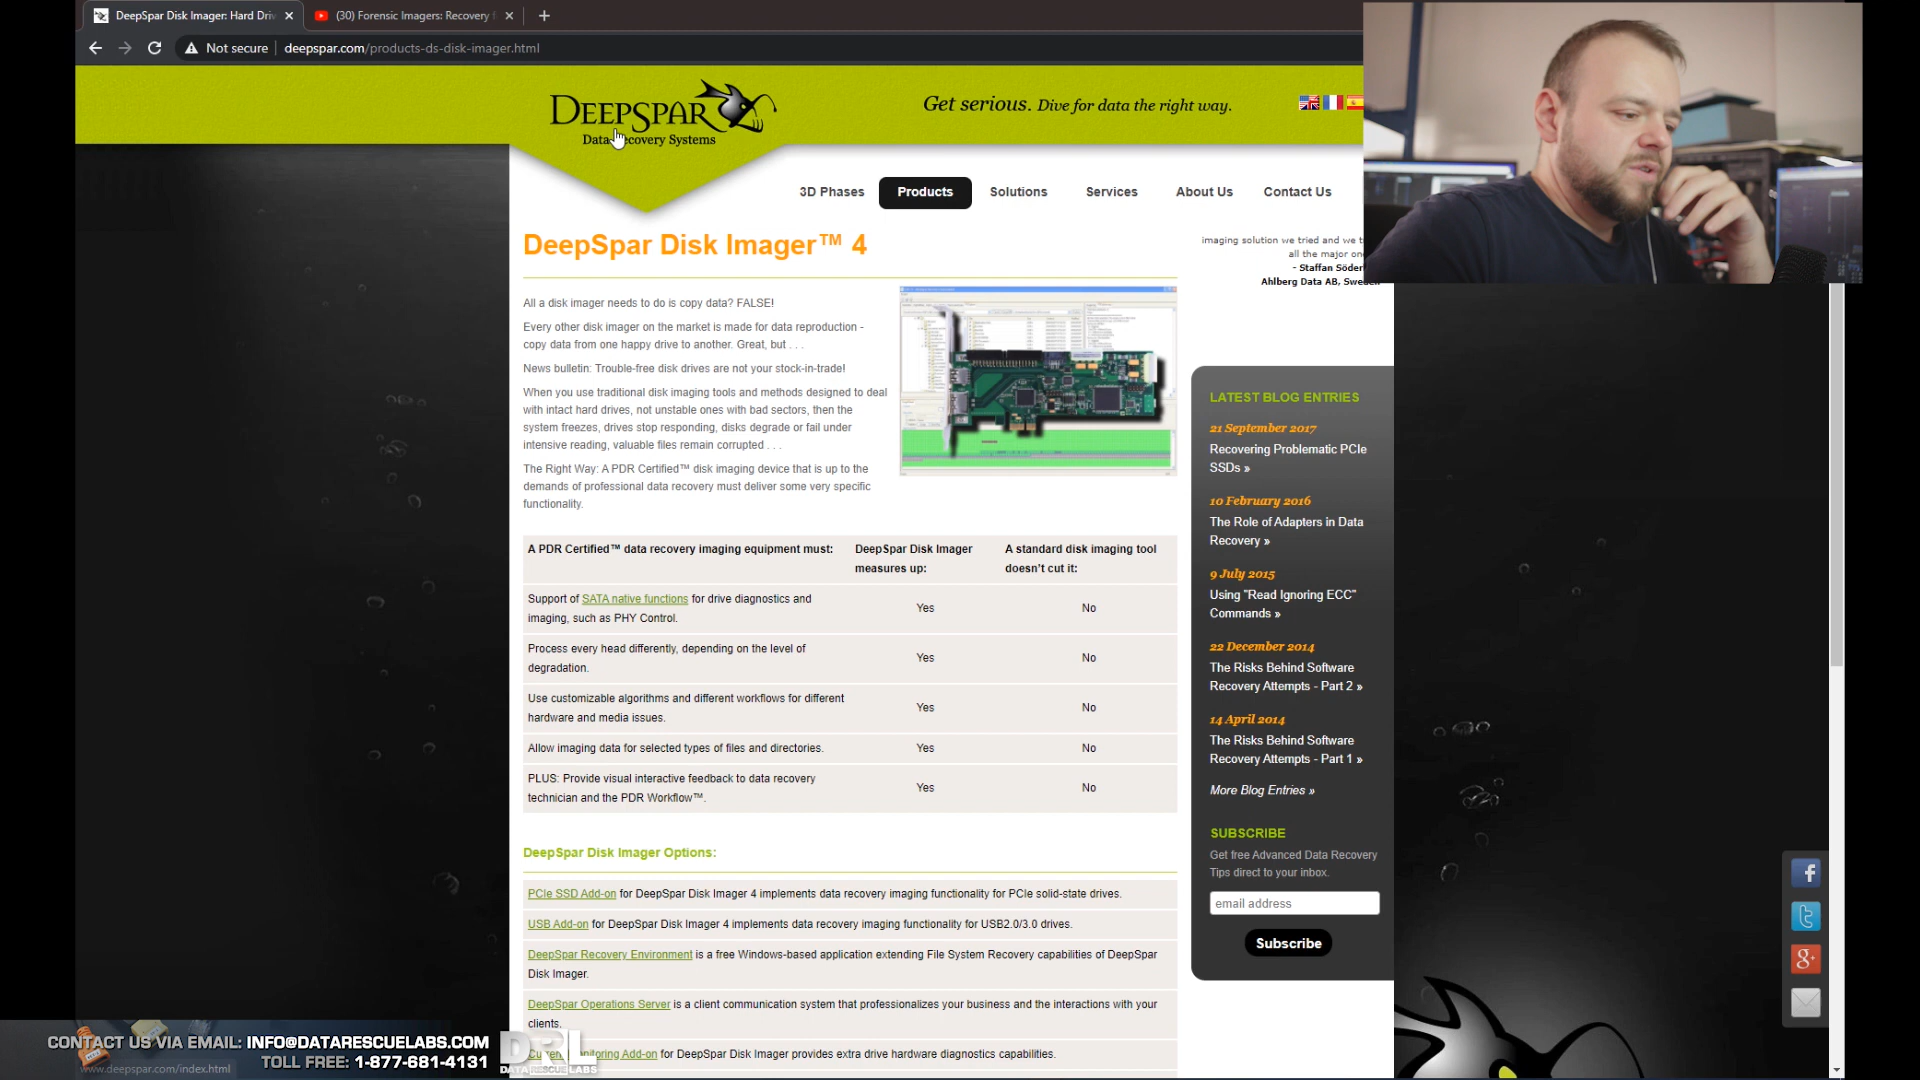 DeepSpar Disk Imager: Hard Driv
(30) Forensic Imagers: Recovery f
Not secure
deepspar.com/products-ds-disk-imager.html
DEEPSPAR
Data Recovery Systems
Get serious. Dive for data the right way.
3D Phases
Products
Solutions
Services
About Us
Contact Us
DeepSpar Disk Imager™ 4
imaging solution we tried and we t
all the major on
- Staffan Söder
Ahlberg Data AB, Sweden
All a disk imager needs to do is copy data? FALSE!
Every other disk imager on the market is made for data reproduction -
copy data from one happy drive to another. Great, but . . .
News bulletin: Trouble-free disk drives are not your stock-in-trade!
When you use traditional disk imaging tools and methods designed to deal
with intact hard drives, not unstable ones with bad sectors, then the
system freezes, drives stop responding, disks degrade or fail under
intensive reading, valuable files remain corrupted . . .
The Right Way: A PDR Certified™ disk imaging device that is up to the
demands of professional data recovery must deliver some very specific
functionality.
A PDR Certified™ data recovery imaging equipment must:
DeepSpar Disk Imager
measures up:
A standard disk imaging tool
doesn't cut it:
Support of SATA native functions for drive diagnostics and
imaging, such as PHY Control.
Yes
No
Process every head differently, depending on the level of
degradation.
Yes
No
Use customizable algorithms and different workflows for different
hardware and media issues.
Yes
No
Allow imaging data for selected types of files and directories.
Yes
No
PLUS: Provide visual interactive feedback to data recovery
technician and the PDR Workflow™.
Yes
No
DeepSpar Disk Imager Options:
PCIe SSD Add-on for DeepSpar Disk Imager 4 implements data recovery imaging functionality for PCIe solid-state drives.
USB Add-on for DeepSpar Disk Imager 4 implements data recovery imaging functionality for USB2.0/3.0 drives.
DeepSpar Recovery Environment is a free Windows-based application extending File System Recovery capabilities of DeepSpar
Disk Imager.
DeepSpar Operations Server is a client communication system that professionalizes your business and the interactions with your
clients.
Add-on for DeepSpar Disk Imager provides extra drive hardware diagnostics capabilities.
LATEST BLOG ENTRIES
21 September 2017
Recovering Problematic PCIe
SSDs »
10 February 2016
The Role of Adapters in Data
Recovery »
9 July 2015
Using "Read Ignoring ECC"
Commands »
22 December 2014
The Risks Behind Software
Recovery Attempts - Part 2 »
14 April 2014
The Risks Behind Software
Recovery Attempts - Part 1 »
More Blog Entries »
SUBSCRIBE
Get free Advanced Data Recovery
Tips direct to your inbox.
email address
Subscribe
f
t
g+
CONTACT US VIA EMAIL: INFO@DATARESCUELABS.COM
TOLL FREE: 1-877-681-4131
DRL
DATA RESCUE LABS
www.deepspar.com/index.html